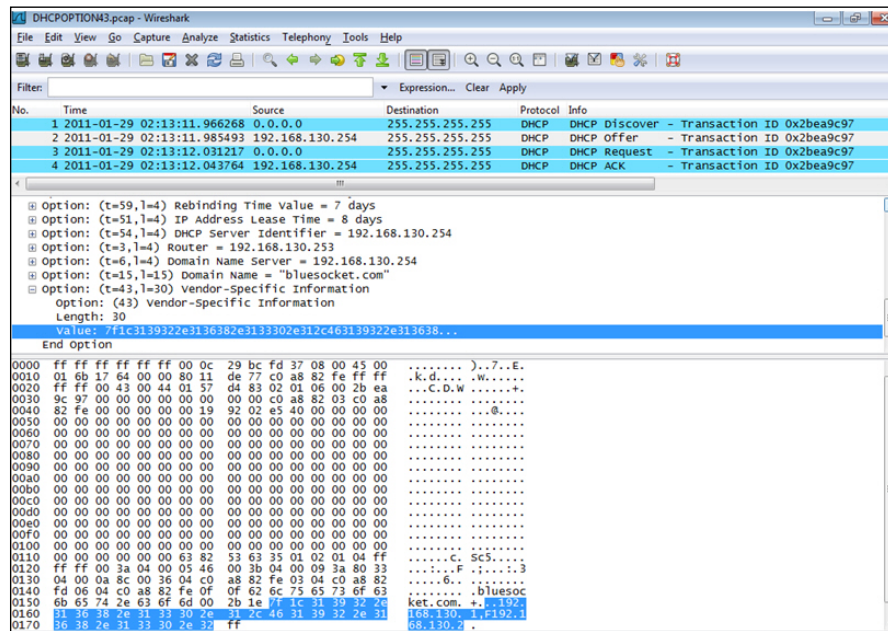 DHCPOPTION43.pcap - Wireshark
File Edit View Go Capture Analyze Statistics Telephony Tools Help
Filter: Expression... Clear Apply
No. Time Source Destination Protocol Info
1 2011-01-29 02:13:11.966268 0.0.0.0 255.255.255.255 DHCP DHCP Discover - Transaction ID 0x2bea9c97
2 2011-01-29 02:13:11.985493 192.168.130.254 255.255.255.255 DHCP DHCP Offer - Transaction ID 0x2bea9c97
3 2011-01-29 02:13:12.031217 0.0.0.0 255.255.255.255 DHCP DHCP Request - Transaction ID 0x2bea9c97
4 2011-01-29 02:13:12.043764 192.168.130.254 255.255.255.255 DHCP DHCP ACK - Transaction ID 0x2bea9c97
Option: (t=59,l=4) Rebinding Time Value = 7 days
Option: (t=51,l=4) IP Address Lease Time = 8 days
Option: (t=54,l=4) DHCP Server Identifier = 192.168.130.254
Option: (t=3,l=4) Router = 192.168.130.253
Option: (t=6,l=4) Domain Name Server = 192.168.130.254
Option: (t=15,l=15) Domain Name = "bluesocket.com"
Option: (t=43,l=30) Vendor-Specific Information
Option: (43) Vendor-Specific Information
Length: 30
Value: 7f1c3139322e3136382e3133302e312c463139322e313638...
End Option
0000 ff ff ff ff ff ff 00 0c 29 bc fd 37 08 00 45 00 ........ )..7..E.
0010 01 6b 17 64 00 00 80 11 de 77 c0 a8 82 fe ff ff .k.d.... .w......
0020 ff ff 00 43 00 44 01 57 d4 83 02 01 06 00 2b ea ...C.D.W ......+.
0030 9c 97 00 00 00 00 00 00 00 00 c0 a8 82 03 c0 a8 ........ ........
0040 82 fe 00 00 00 00 00 19 92 02 e5 40 00 00 00 00 ........ ...@....
0050 00 00 00 00 00 00 00 00 00 00 00 00 00 00 00 00 ........ ........
0060 00 00 00 00 00 00 00 00 00 00 00 00 00 00 00 00 ........ ........
0070 00 00 00 00 00 00 00 00 00 00 00 00 00 00 00 00 ........ ........
0080 00 00 00 00 00 00 00 00 00 00 00 00 00 00 00 00 ........ ........
0090 00 00 00 00 00 00 00 00 00 00 00 00 00 00 00 00 ........ ........
00a0 00 00 00 00 00 00 00 00 00 00 00 00 00 00 00 00 ........ ........
00b0 00 00 00 00 00 00 00 00 00 00 00 00 00 00 00 00 ........ ........
00c0 00 00 00 00 00 00 00 00 00 00 00 00 00 00 00 00 ........ ........
00d0 00 00 00 00 00 00 00 00 00 00 00 00 00 00 00 00 ........ ........
00e0 00 00 00 00 00 00 00 00 00 00 00 00 00 00 00 00 ........ ........
00f0 00 00 00 00 00 00 00 00 00 00 00 00 00 00 00 00 ........ ........
0100 00 00 00 00 00 00 00 00 00 00 00 00 00 00 00 00 ........ ........
0110 00 00 00 00 00 00 63 82 53 63 35 01 02 01 04 ff ......c. Sc5.....
0120 ff ff 00 3a 04 00 05 46 00 3b 04 00 09 3a 80 33 ...:...F .;...:.3
0130 04 00 0a 8c 00 36 04 c0 a8 82 fe 03 04 c0 a8 82 .....6.. ........
0140 fd 06 04 c0 a8 82 fe 0f 0f 62 6c 75 65 73 6f 63 ........ .bluesoc
0150 6b 65 74 2e 63 6f 6d 00 2b 1e 7f 1c 31 39 32 2e ket.com. +...192.
0160 31 36 38 2e 31 33 30 2e 31 2c 46 31 39 32 2e 31 168.130. 1,F192.1
0170 36 38 2e 31 33 30 2e 32 ff 68.130.2 .